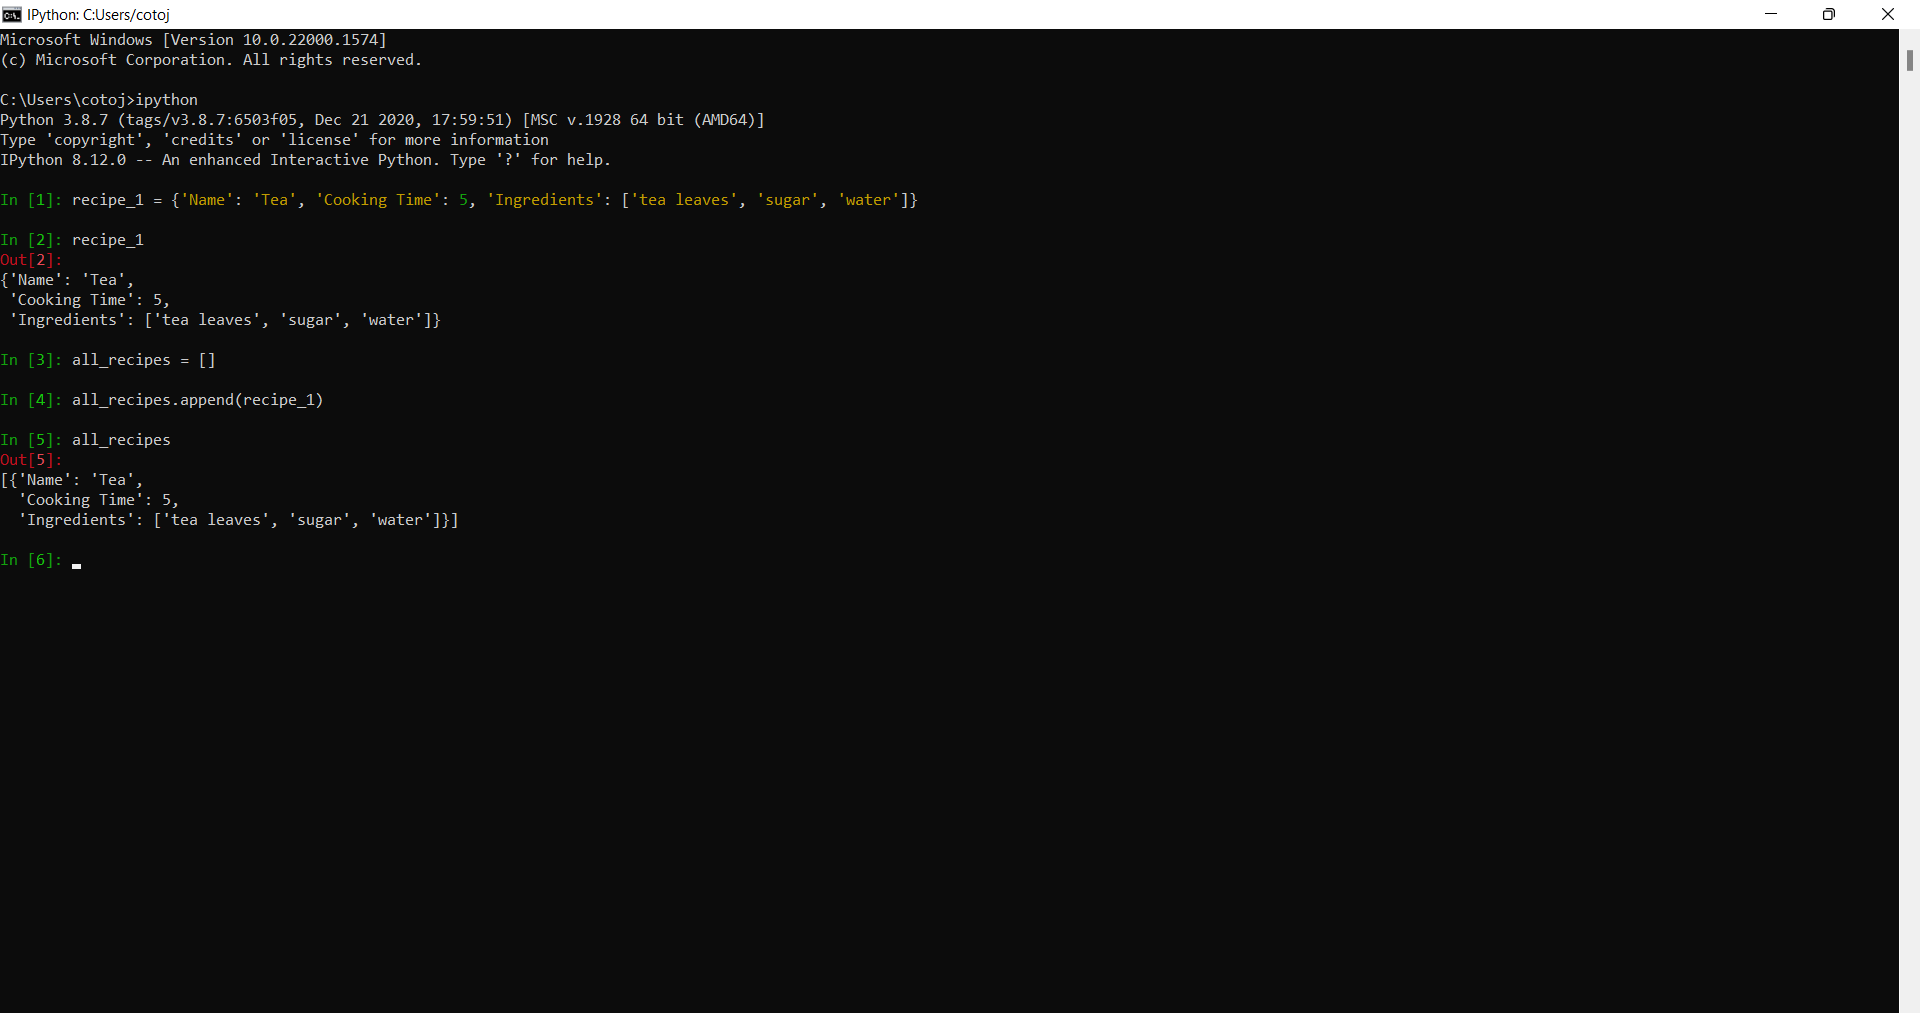 IPython: C:Users/cotoj
Microsoft Windows [Version 10.0.22000.1574]
(c) Microsoft Corporation. All rights reserved.
C:\Users\cotoj>ipython
Python 3.8.7 (tags/v3.8.7:6503f05, Dec 21 2020, 17:59:51) [MSC v.1928 64 bit (AMD64)]
Type 'copyright', 'credits' or 'license' for more information
IPython 8.12.0 -- An enhanced Interactive Python. Type '?' for help.
In [1]: recipe_1 = {'Name': 'Tea', 'Cooking Time': 5, 'Ingredients': ['tea leaves', 'sugar', 'water']}
In [2]: recipe_1
Out[2]:
{'Name': 'Tea',
 'Cooking Time': 5,
 'Ingredients': ['tea leaves', 'sugar', 'water']}
In [3]: all_recipes = []
In [4]: all_recipes.append(recipe_1)
In [5]: all_recipes
Out[5]:
[{'Name': 'Tea',
  'Cooking Time': 5,
  'Ingredients': ['tea leaves', 'sugar', 'water']}]
In [6]: